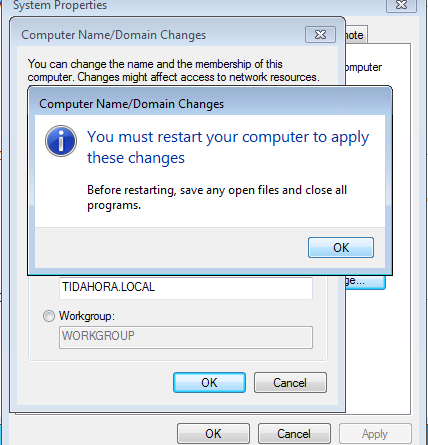 System Properties
Computer Name/Domain Changes
note
You can change the name and the membership of this
computer. Changes might affect access to network resources.
omputer
Computer Name/Domain Changes
You must restart your computer to apply
these changes
Before restarting, save any open files and close all
programs.
OK
ge...
TIDAHORA.LOCAL
Workgroup:
WORKGROUP
OK
Cancel
OK
Cancel
Apply